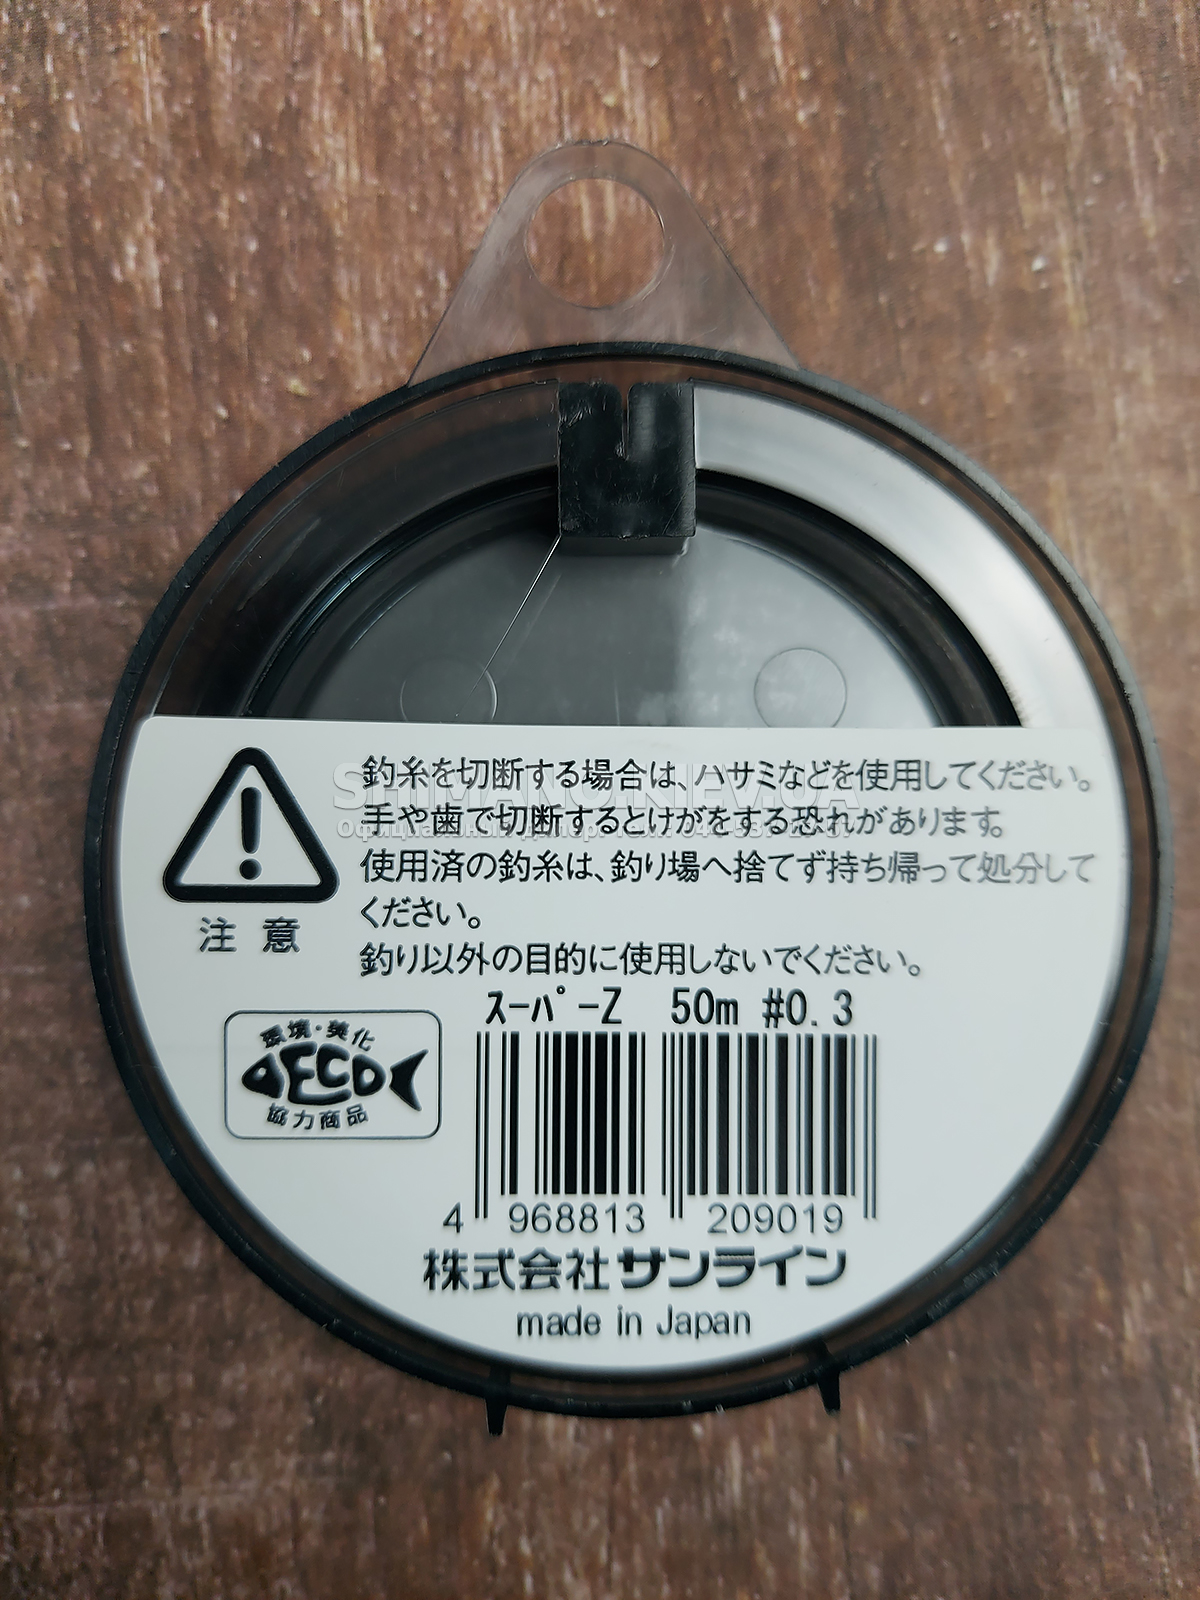 釣糸を切断する場合は、ハサミなどを使用してください。
手や歯で切断するとけがをする恐れがあります。
使用済の釣糸は、釣り場へ捨てず持ち帰って処分して
ください。
釣り以外の目的に使用しないでください。
注意
SHIMANO.KIEV.UA
ｽｰﾊﾟｰZ 50m #0.3
環境・美化
ECO
協力商品
4 968813 209019
株式会社サンライン
made in Japan